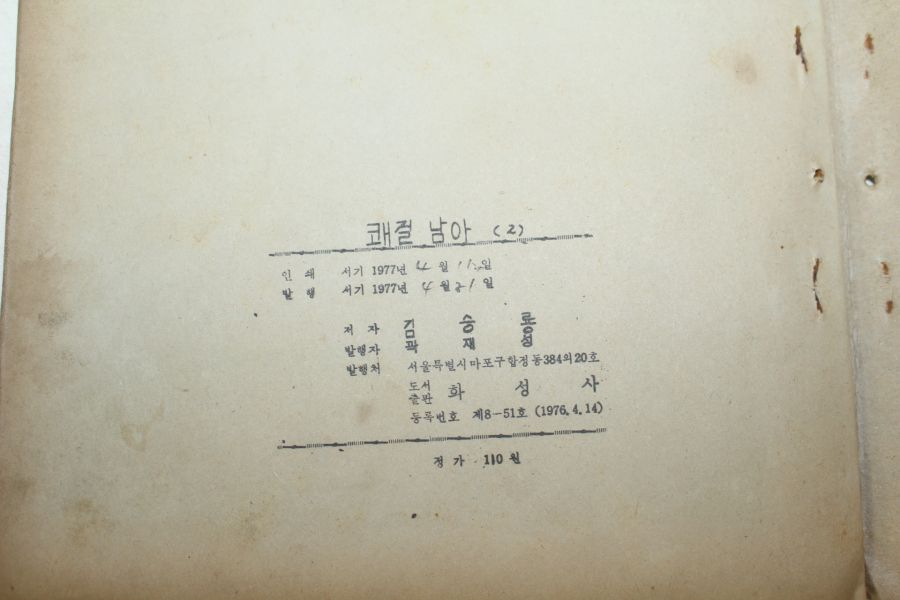 쾌절 남아 (2)
인 쇄 서기 1977년 4 월 11 일
발 행 서기 1977년 4 월 21 일
저 자 김 승 룡
발행자 곽 재 성
발행처 서울특별시마포구합정동384의20호
도서출판 화 성 사
등록번호 제8-51호 (1976.4.14)
정 가 110 원